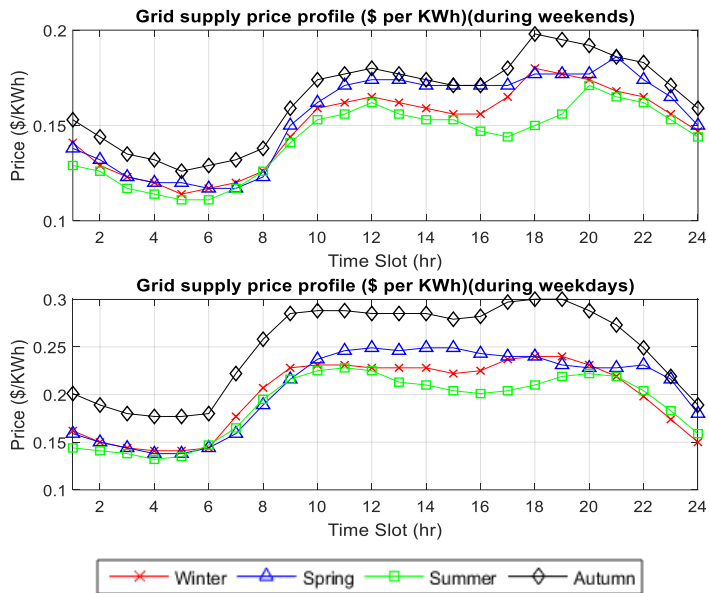 Grid supply price profile ($ per KWh)(during weekends)
0.2
0.15
0.1
Price ($/KWh)
2 4 6 8 10 12 14 16 18 20 22 24
Time Slot (hr)
Grid supply price profile ($ per KWh)(during weekdays)
0.3
0.25
0.2
0.15
0.1
Price ($/KWh)
2 4 6 8 10 12 14 16 18 20 22 24
Time Slot (hr)
Winter Spring Summer Autumn